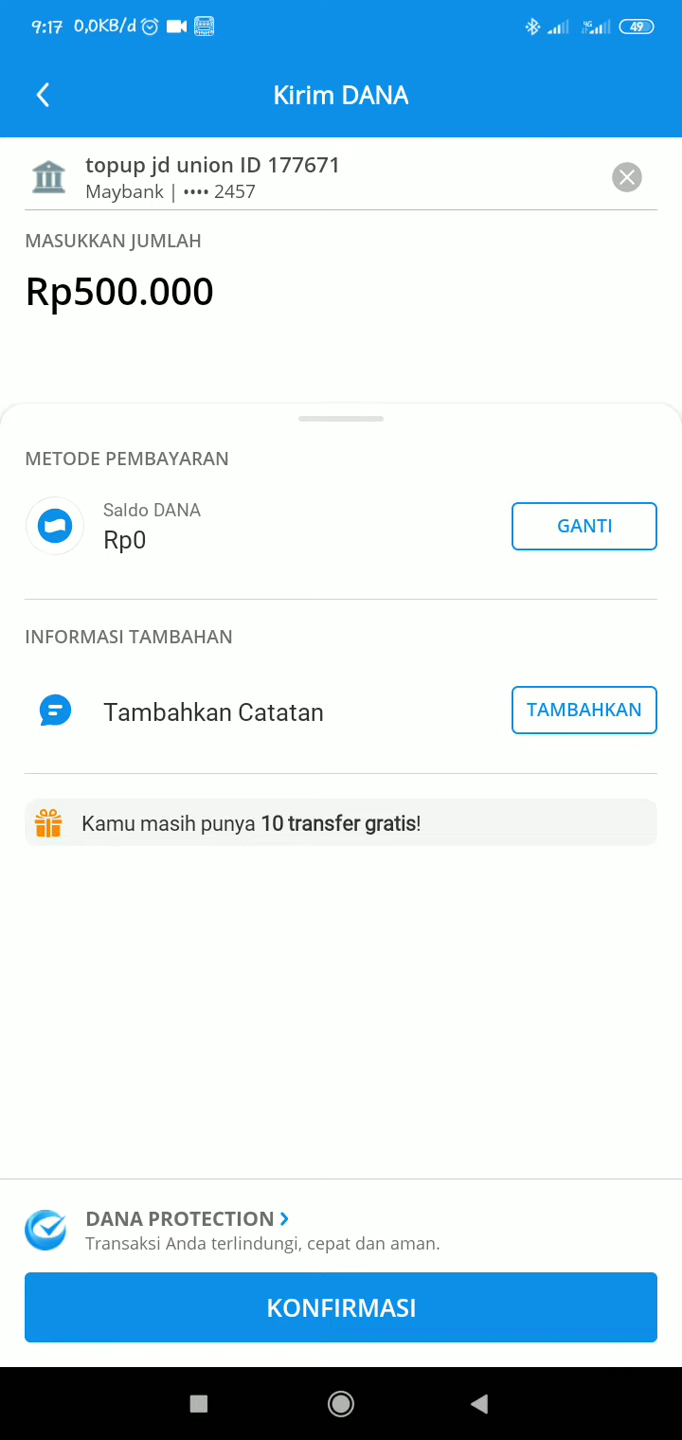 9:17 0,0KB/d 4G 49
Kirim DANA
topup jd union ID 177671
Maybank | •••• 2457
MASUKKAN JUMLAH
Rp500.000
METODE PEMBAYARAN
Saldo DANA
Rp0
GANTI
INFORMASI TAMBAHAN
Tambahkan Catatan
TAMBAHKAN
Kamu masih punya 10 transfer gratis!
DANA PROTECTION
Transaksi Anda terlindungi, cepat dan aman.
KONFIRMASI